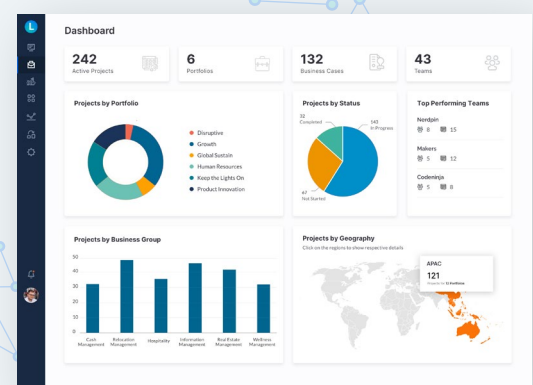 L
Dashboard
242
Active Projects
6
Portfolios
132
Business Cases
43
Teams
Projects by Portfolio
Disruptive
Growth
Global Sustain
Human Resources
Keep the Lights On
Product Innovation
Projects by Status
32
Completed
143
In Progress
67
Not Started
Top Performing Teams
Nerdpin
8 15
Makers
5 12
Codeninja
5 8
Projects by Business Group
50
40
30
20
10
0
Cash
Management
Relocation
Management
Hospitality
Information
Management
Real Estate
Management
Wellness
Management
Projects by Geography
Click on the regions to show respective details
APAC
121